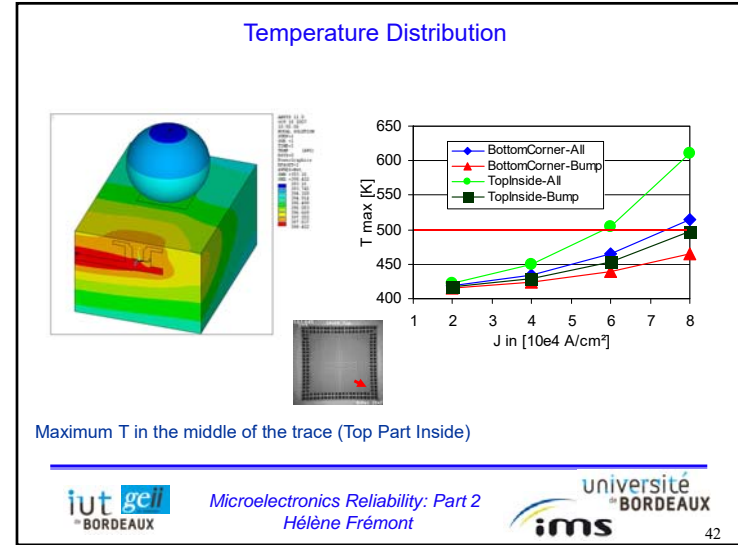 Temperature Distribution
650
600
550
500
450
400
T max [K]
BottomCorner-All
BottomCorner-Bump
TopInside-All
TopInside-Bump
1 2 3 4 5 6 7 8
J in [10e4 A/cm²]
Maximum T in the middle of the trace (Top Part Inside)
iut geii
BORDEAUX
Microelectronics Reliability: Part 2
Hélène Frémont
ims
université
de BORDEAUX
42